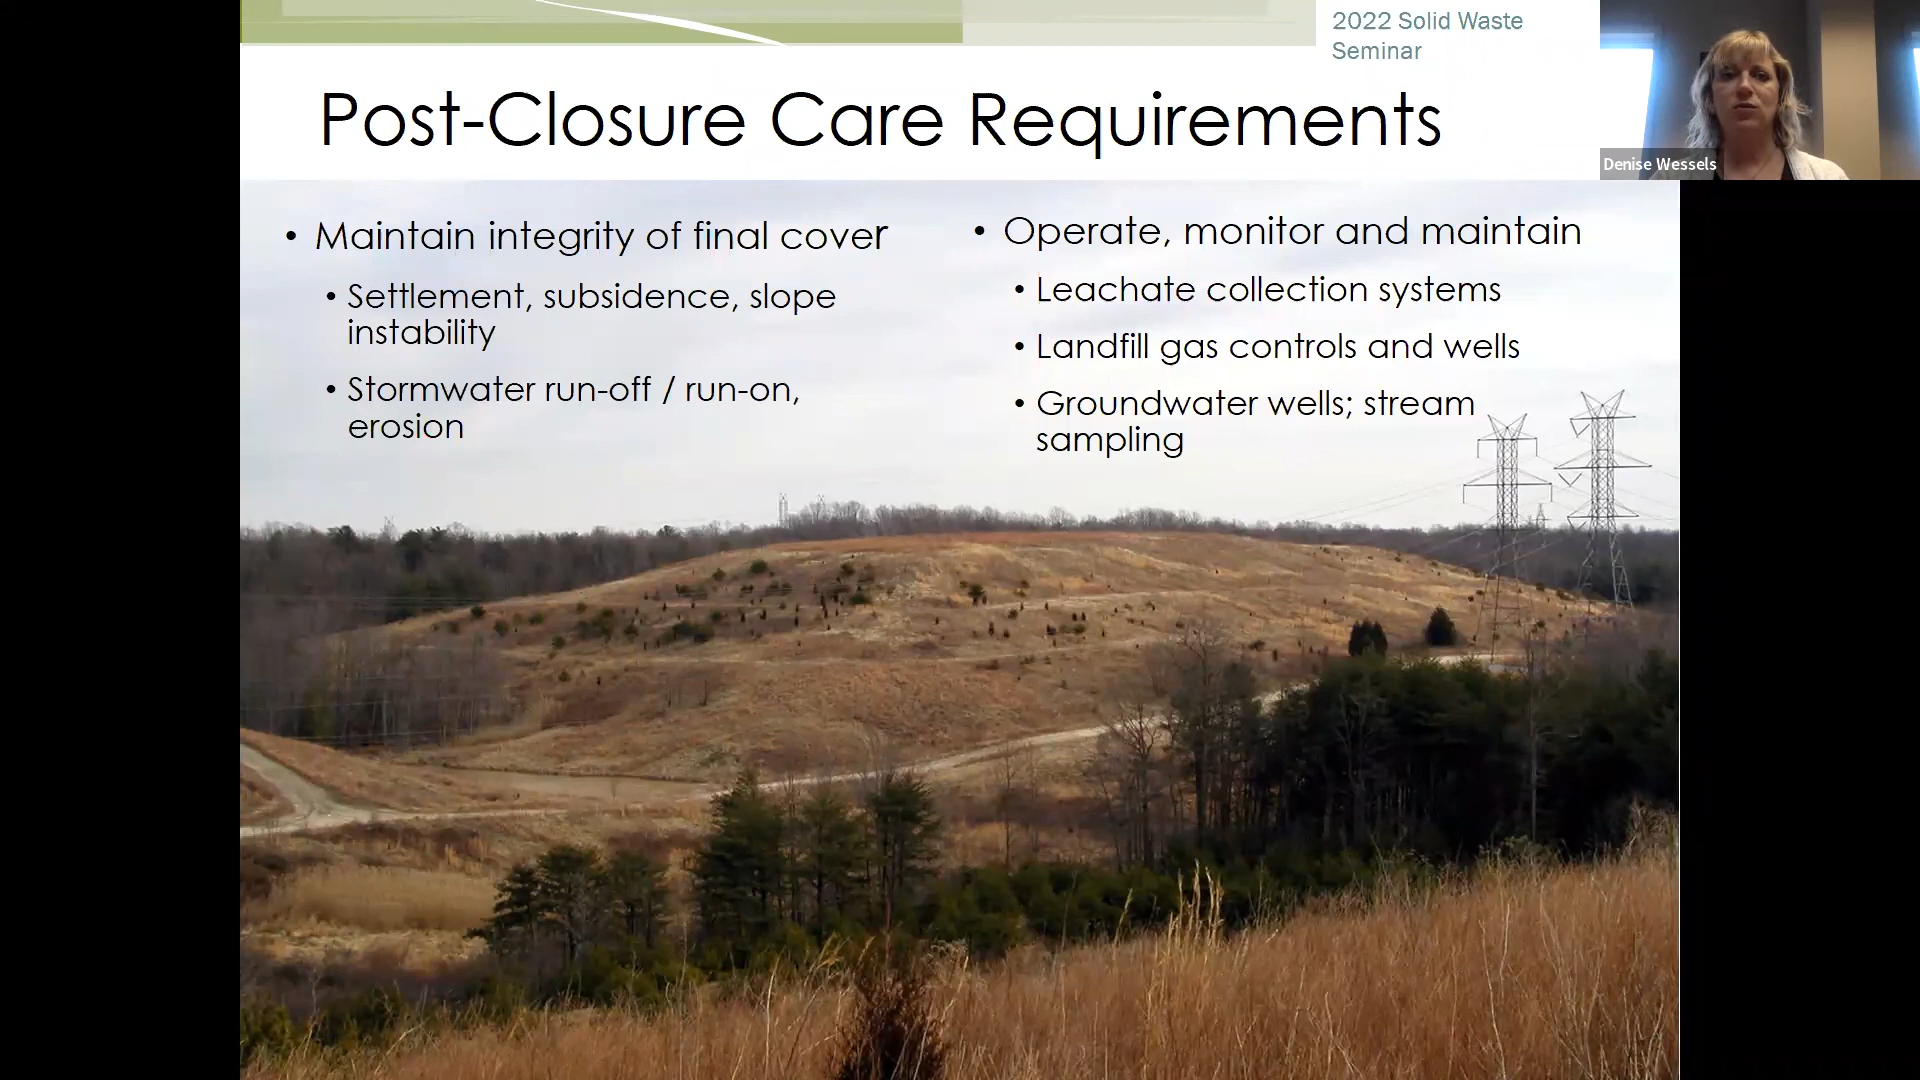 2022 Solid Waste
Seminar
Post-Closure Care Requirements
Denise Wessels
• Maintain integrity of final cover
• Settlement, subsidence, slope
instability
• Stormwater run-off / run-on,
erosion
• Operate, monitor and maintain
• Leachate collection systems
• Landfill gas controls and wells
• Groundwater wells; stream
sampling